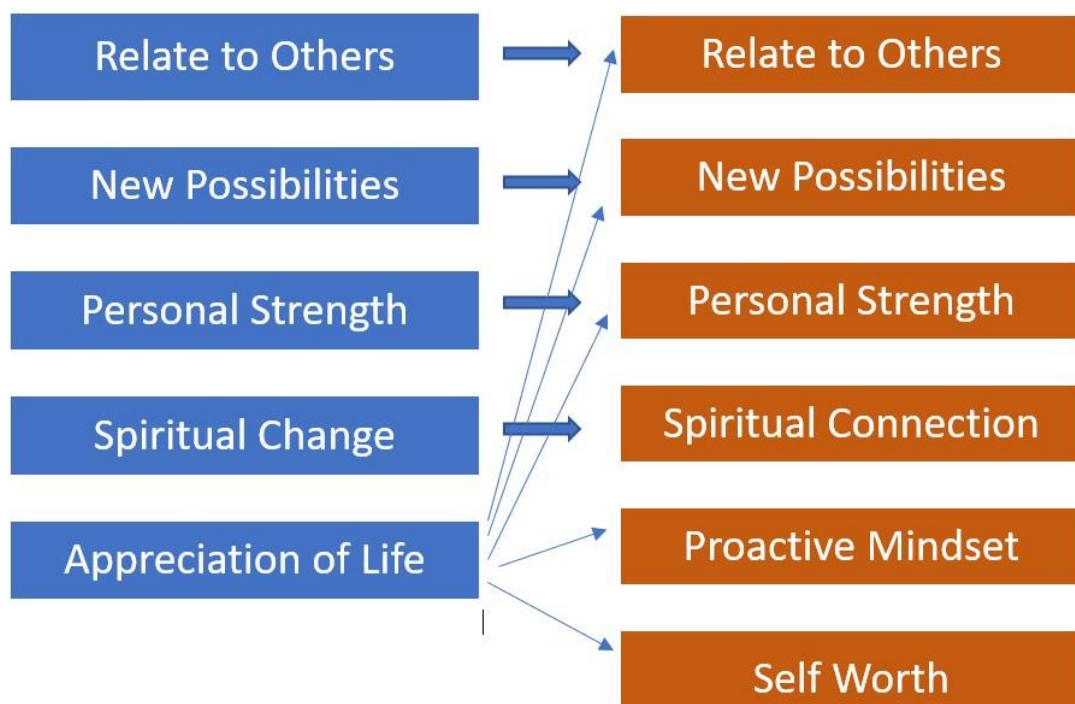 Relate to Others
New Possibilities
Personal Strength
Spiritual Change
Appreciation of Life
Relate to Others
New Possibilities
Personal Strength
Spiritual Connection
Proactive Mindset
Self Worth